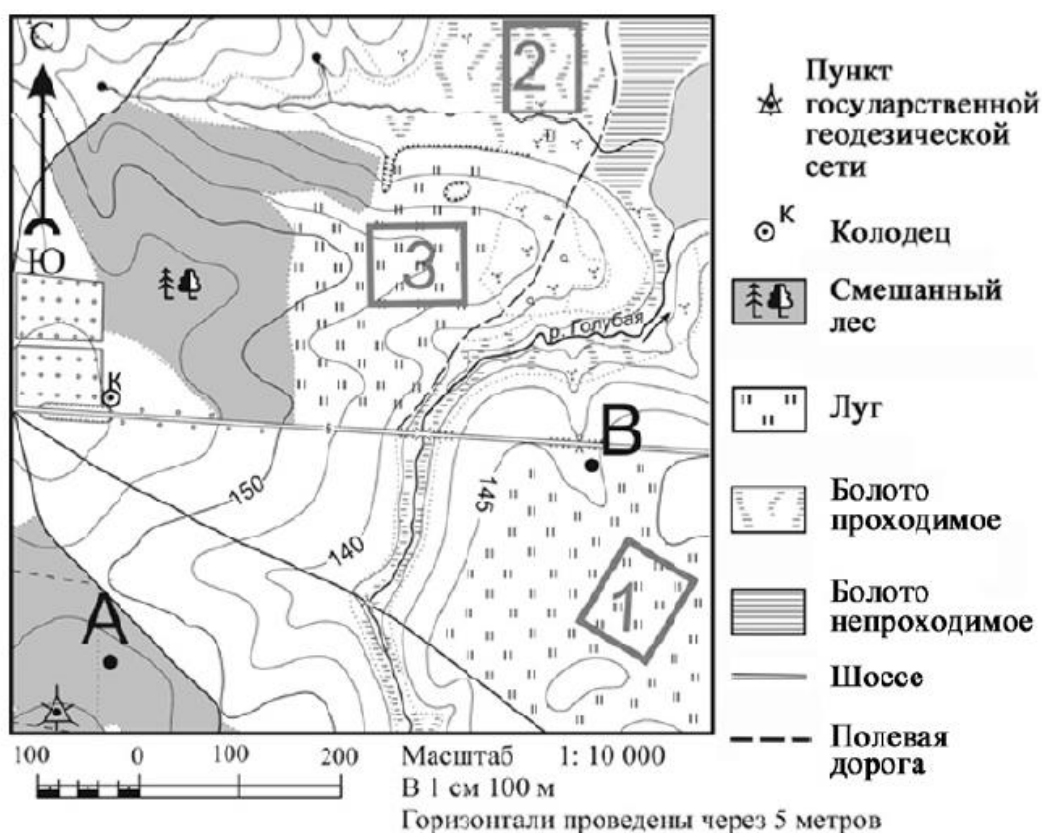 С
Ю
2
3
1
К
р. Голубая
В
А
150
140
145
Пункт
государственной
геодезической
сети
К
Колодец
Смешанный
лес
Луг
Болото
проходимое
Болото
непроходимое
Шоссе
Полевая
дорога
100 0 100 200
Масштаб 1: 10 000
В 1 см 100 м
Горизонтали проведены через 5 метров